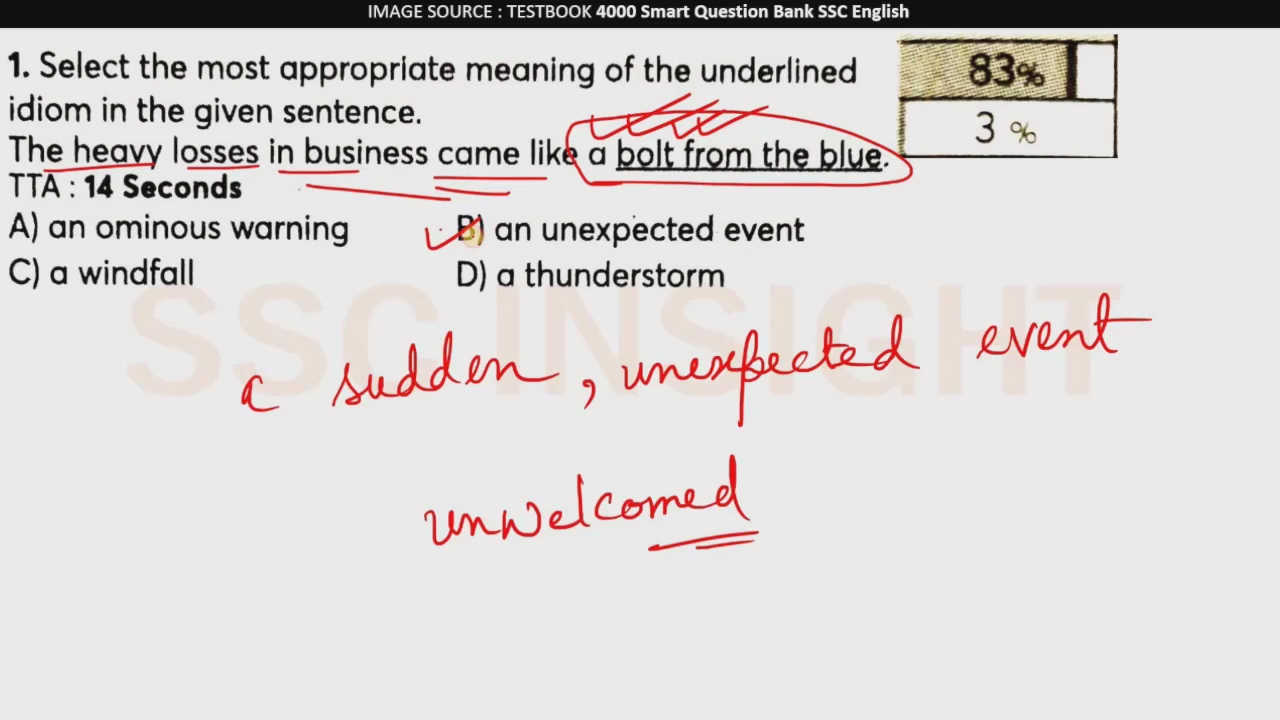 IMAGE SOURCE : TESTBOOK 4000 Smart Question Bank SSC English
1. Select the most appropriate meaning of the underlined
idiom in the given sentence.
The heavy losses in business came like a bolt from the blue.
TTA : 14 Seconds
A) an ominous warning B) an unexpected event
C) a windfall D) a thunderstorm
83%
3 %
SSC INSIGHT
a sudden, unexpected event
unwelcomed